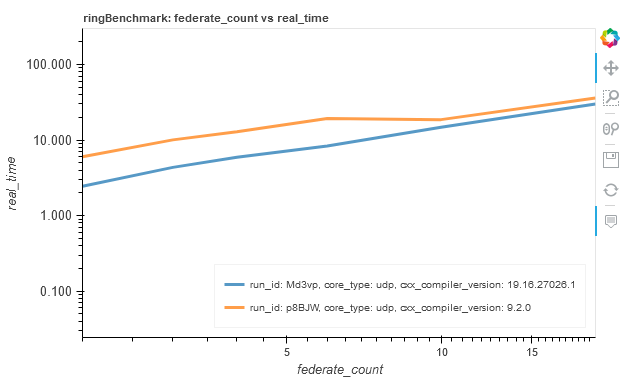 ringBenchmark: federate_count vs real_time
100.000
10.000
1.000
0.100
real_time
run_id: Md3vp, core_type: udp, cxx_compiler_version: 19.16.27026.1
run_id: p8BJW, core_type: udp, cxx_compiler_version: 9.2.0
5
10
15
federate_count